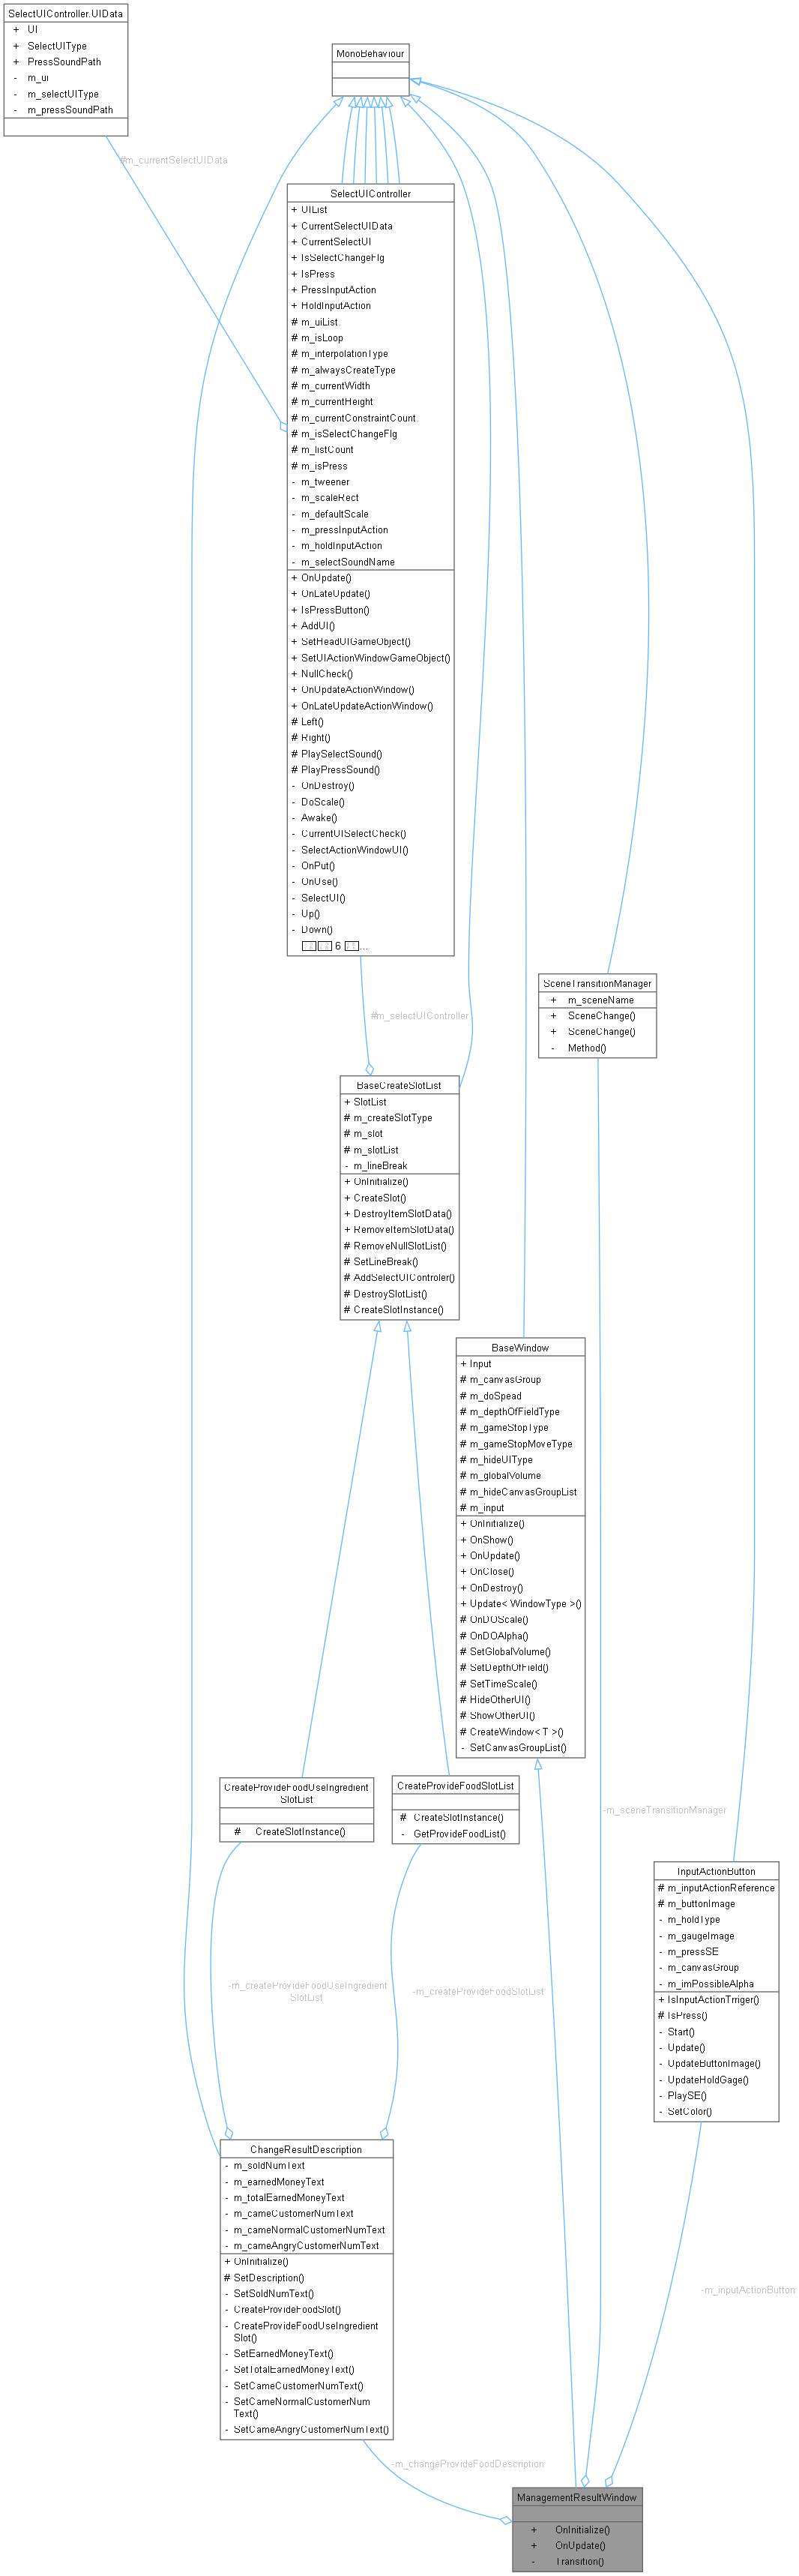 SelectUIController.UIData
+ UI
+ SelectUIType
+ PressSoundPath
- m_ui
- m_selectUIType
- m_pressSoundPath
MonoBehaviour
#m_currentSelectUIData
SelectUIController
+ UIList
+ CurrentSelectUIData
+ CurrentSelectUI
+ IsSelectChangeFlg
+ IsPress
+ PressInputAction
+ HoldInputAction
# m_uiList
# m_isLoop
# m_interpolationType
# m_alwaysCreateType
# m_currentWidth
# m_currentHeight
# m_currentConstraintCount
# m_isSelectChangeFlg
# m_listCount
# m_isPress
- m_tweener
- m_scaleRect
- m_defaultScale
- m_pressInputAction
- m_holdInputAction
- m_selectSoundName
+ OnUpdate()
+ OnLateUpdate()
+ IsPressButton()
+ AddUI()
+ SetHeadUIGameObject()
+ SetUIActionWindowGameObject()
+ NullCheck()
+ OnUpdateActionWindow()
+ OnLateUpdateActionWindow()
# Left()
# Right()
# PlaySelectSound()
# PlayPressSound()
- OnDestroy()
- DoScale()
- Awake()
- CurrentUISelectCheck()
- SelectActionWindowUI()
- OnPut()
- OnUse()
- SelectUI()
- Up()
- Down()
6 ...
SceneTransitionManager
+ m_sceneName
+ SceneChange()
+ SceneChange()
- Method()
#m_selectUIController
BaseCreateSlotList
+ SlotList
# m_createSlotType
# m_slot
# m_slotList
- m_lineBreak
+ OnInitialize()
+ CreateSlot()
+ DestroyItemSlotData()
+ RemoveItemSlotData()
# RemoveNullSlotList()
# SetLineBreak()
# AddSelectUIControler()
# DestroySlotList()
# CreateSlotInstance()
BaseWindow
+ Input
# m_canvasGroup
# m_doSpead
# m_depthOfFieldType
# m_gameStopType
# m_gameStopMoveType
# m_hideUIType
# m_globalVolume
# m_hideCanvasGroupList
# m_input
+ OnInitialize()
+ OnShow()
+ OnUpdate()
+ OnClose()
+ OnDestroy()
+ Update< WindowType >()
# OnDOScale()
# OnDOAlpha()
# SetGlobalVolume()
# SetDepthOfField()
# SetTimeScale()
# HideOtherUI()
# ShowOtherUI()
# CreateWindow< T >()
- SetCanvasGroupList()
CreateProvideFoodUseIngredient
SlotList
# CreateSlotInstance()
CreateProvideFoodSlotList
# CreateSlotInstance()
- GetProvideFoodList()
-m_sceneTransitionManager
InputActionButton
# m_inputActionReference
# m_buttonImage
- m_holdType
- m_gaugeImage
- m_pressSE
- m_canvasGroup
- m_imPossibleAlpha
+ IsInputActionTrriger()
# IsPress()
- Start()
- Update()
- UpdateButtonImage()
- UpdateHoldGage()
- PlaySE()
- SetColor()
-m_createProvideFoodUseIngredient
SlotList
-m_createProvideFoodSlotList
ChangeResultDescription
- m_soldNumText
- m_earnedMoneyText
- m_totalEarnedMoneyText
- m_cameCustomerNumText
- m_cameNormalCustomerNumText
- m_cameAngryCustomerNumText
+ OnInitialize()
# SetDescription()
- SetSoldNumText()
- CreateProvideFoodSlot()
- CreateProvideFoodUseIngredient
Slot()
- SetEarnedMoneyText()
- SetTotalEarnedMoneyText()
- SetCameCustomerNumText()
- SetCameNormalCustomerNum
Text()
- SetCameAngryCustomerNumText()
-m_inputActionButton
-m_changeProvideFoodDescription
ManagementResultWindow
+ OnInitialize()
+ OnUpdate()
- Transition()